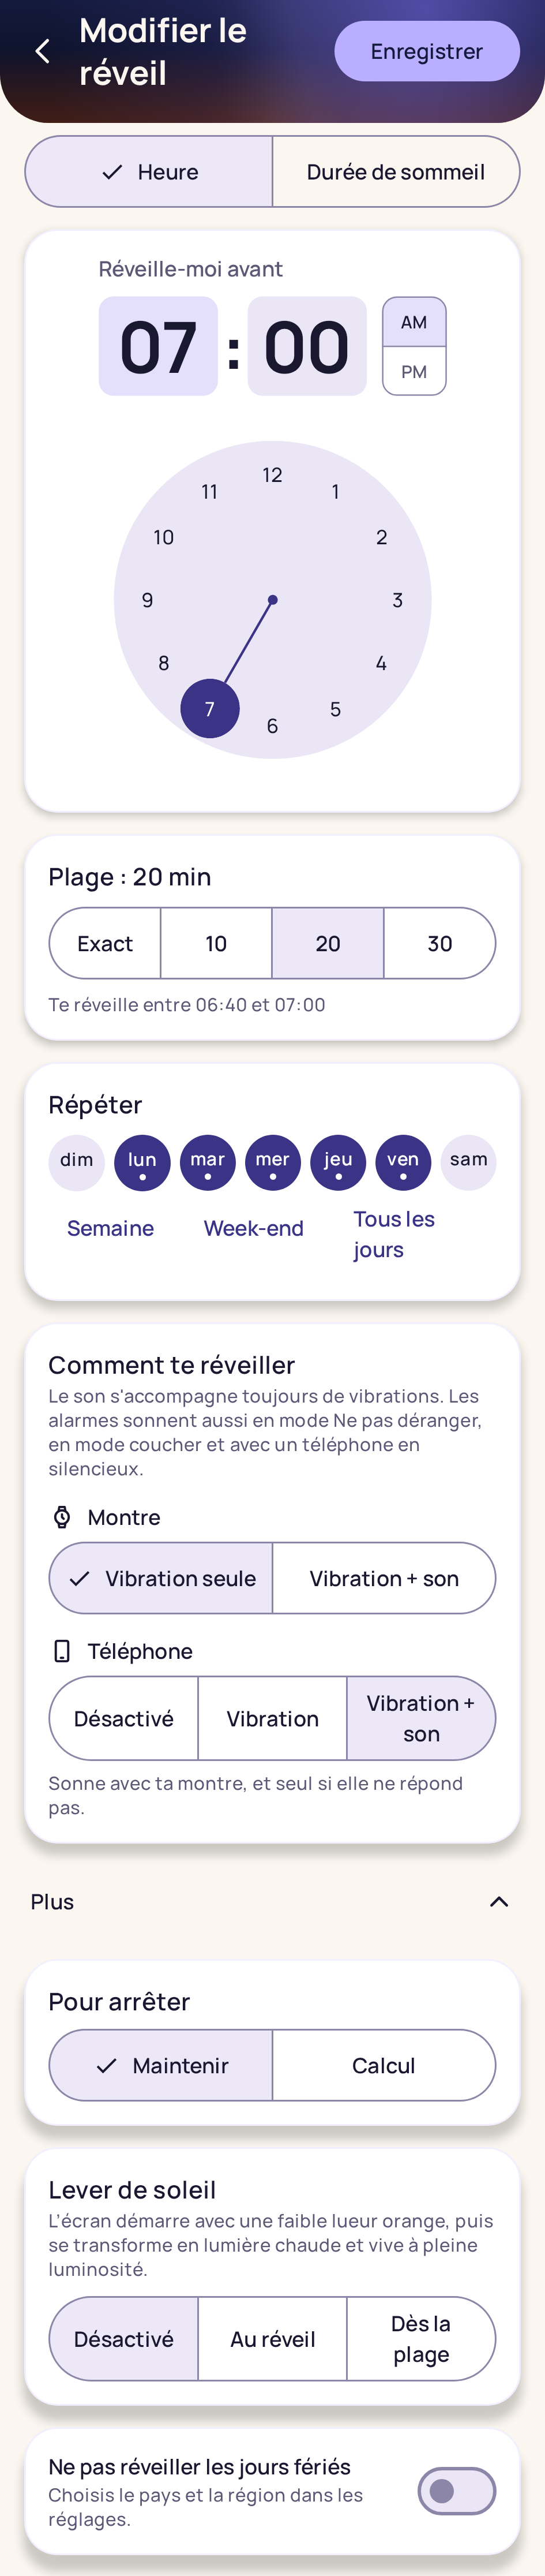 Modifier le
réveil
Enregistrer
Heure
Durée de sommeil
Réveille-moi avant
07 : 00
AM
PM
12
11
1
10
2
9
3
8
4
7
5
6
Plage : 20 min
Exact
10
20
30
Te réveille entre 06:40 et 07:00
Répéter
dim
lun
mar
mer
jeu
ven
sam
Semaine
Week-end
Tous les
jours
Comment te réveiller
Le son s'accompagne toujours de vibrations. Les
alarmes sonnent aussi en mode Ne pas déranger,
en mode coucher et avec un téléphone en
silencieux.
Montre
Vibration seule
Vibration + son
Téléphone
Désactivé
Vibration
Vibration +
son
Sonne avec ta montre, et seul si elle ne répond
pas.
Plus
Pour arrêter
Maintenir
Calcul
Lever de soleil
L'écran démarre avec une faible lueur orange, puis
se transforme en lumière chaude et vive à pleine
luminosité.
Désactivé
Au réveil
Dès la
plage
Ne pas réveiller les jours fériés
Choisis le pays et la région dans les
réglages.